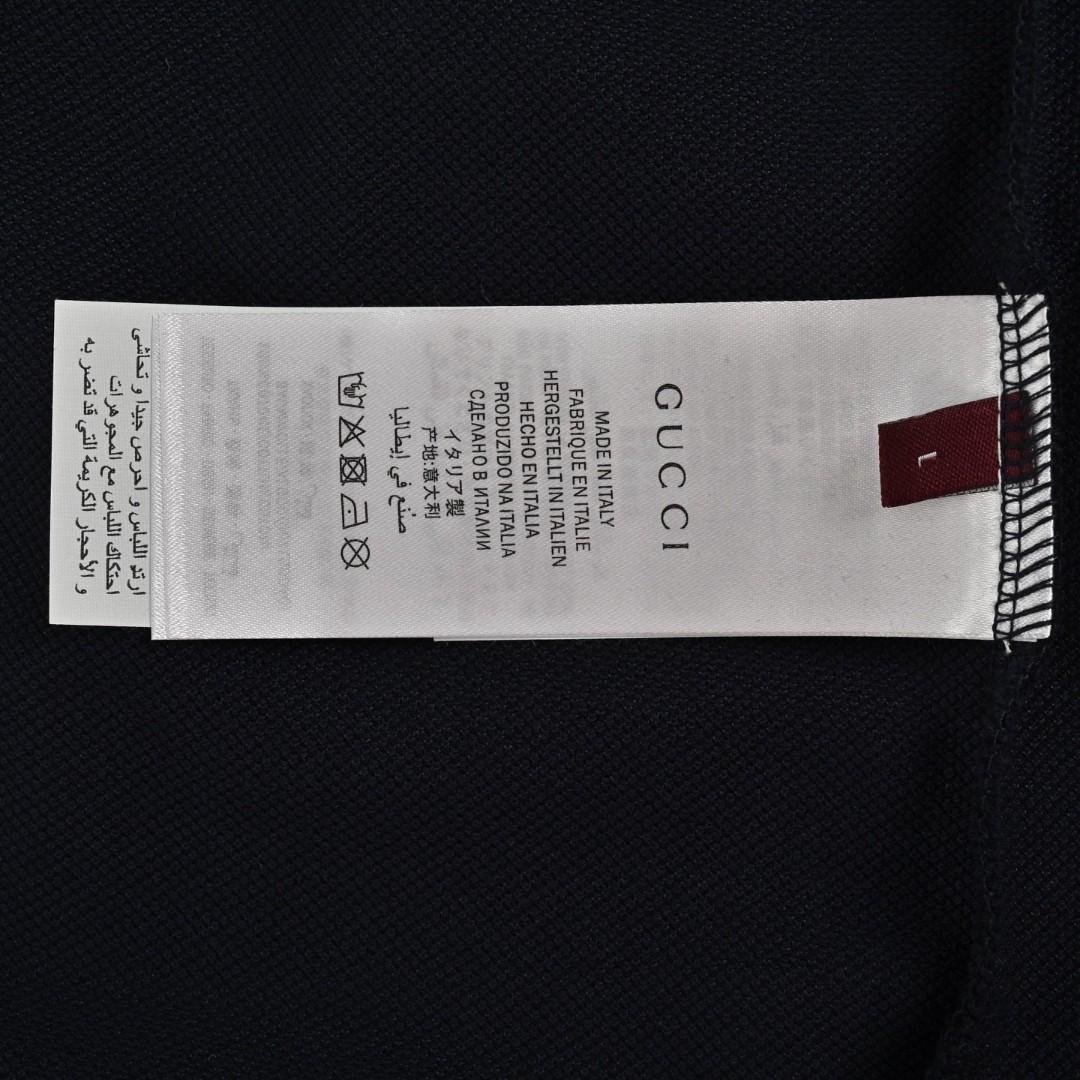 L
GUCCI
MADE IN ITALY
FABRIQUE EN ITALIE
HERGESTELLT IN ITALIEN
HECHO EN ITALIA
PRODUZIDO NA ITALIA
СДЕЛАНО В ИТАЛИИ
イタリア製
产地:意大利
صنع في إيطاليا
ارتد اللباس و احرص جيدا و تحاشى
احتكاك اللباس مع المجوهرات
و الأحجار الكريمة التي قد تضر به